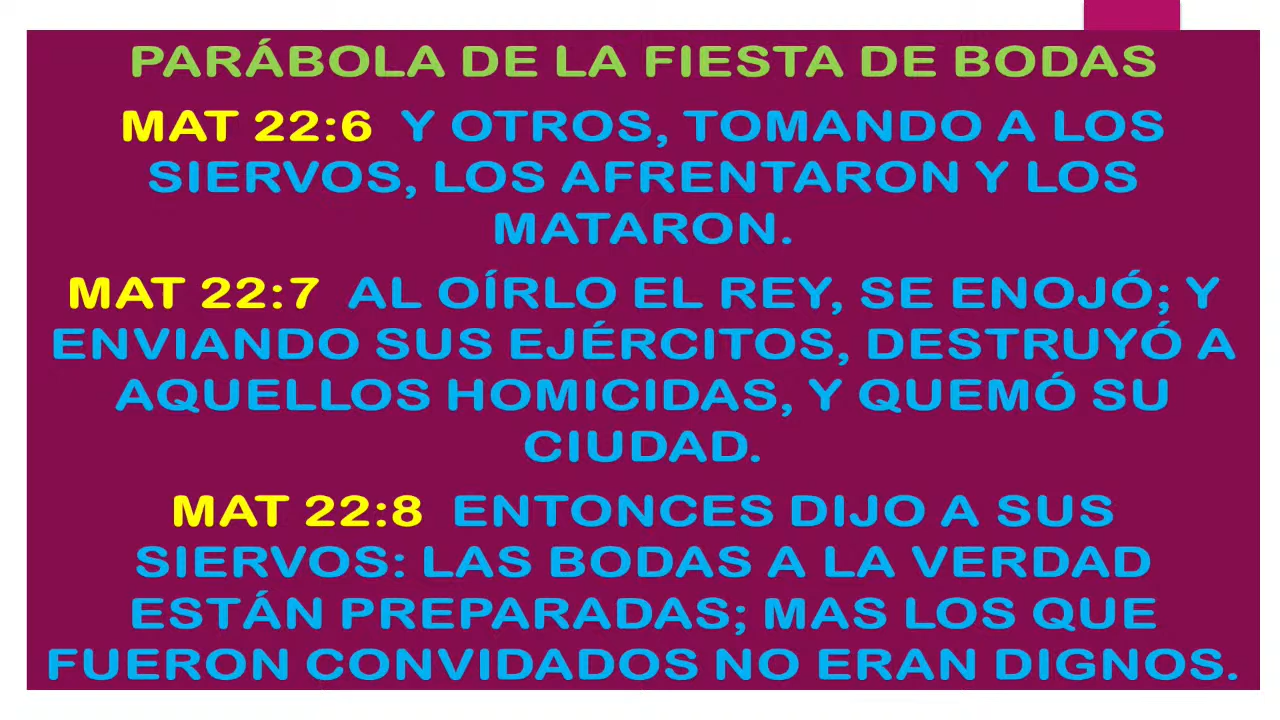 PARÁBOLA DE LA FIESTA DE BODAS
MAT 22:6 Y OTROS, TOMANDO A LOS
SIERVOS, LOS AFRENTARON Y LOS
MATARON.
MAT 22:7 AL OÍRLO EL REY, SE ENOJÓ; Y
ENVIANDO SUS EJÉRCITOS, DESTRUYÓ A
AQUELLOS HOMICIDAS, Y QUEMÓ SU
CIUDAD.
MAT 22:8 ENTONCES DIJO A SUS
SIERVOS: LAS BODAS A LA VERDAD
ESTÁN PREPARADAS; MAS LOS QUE
FUERON CONVIDADOS NO ERAN DIGNOS.